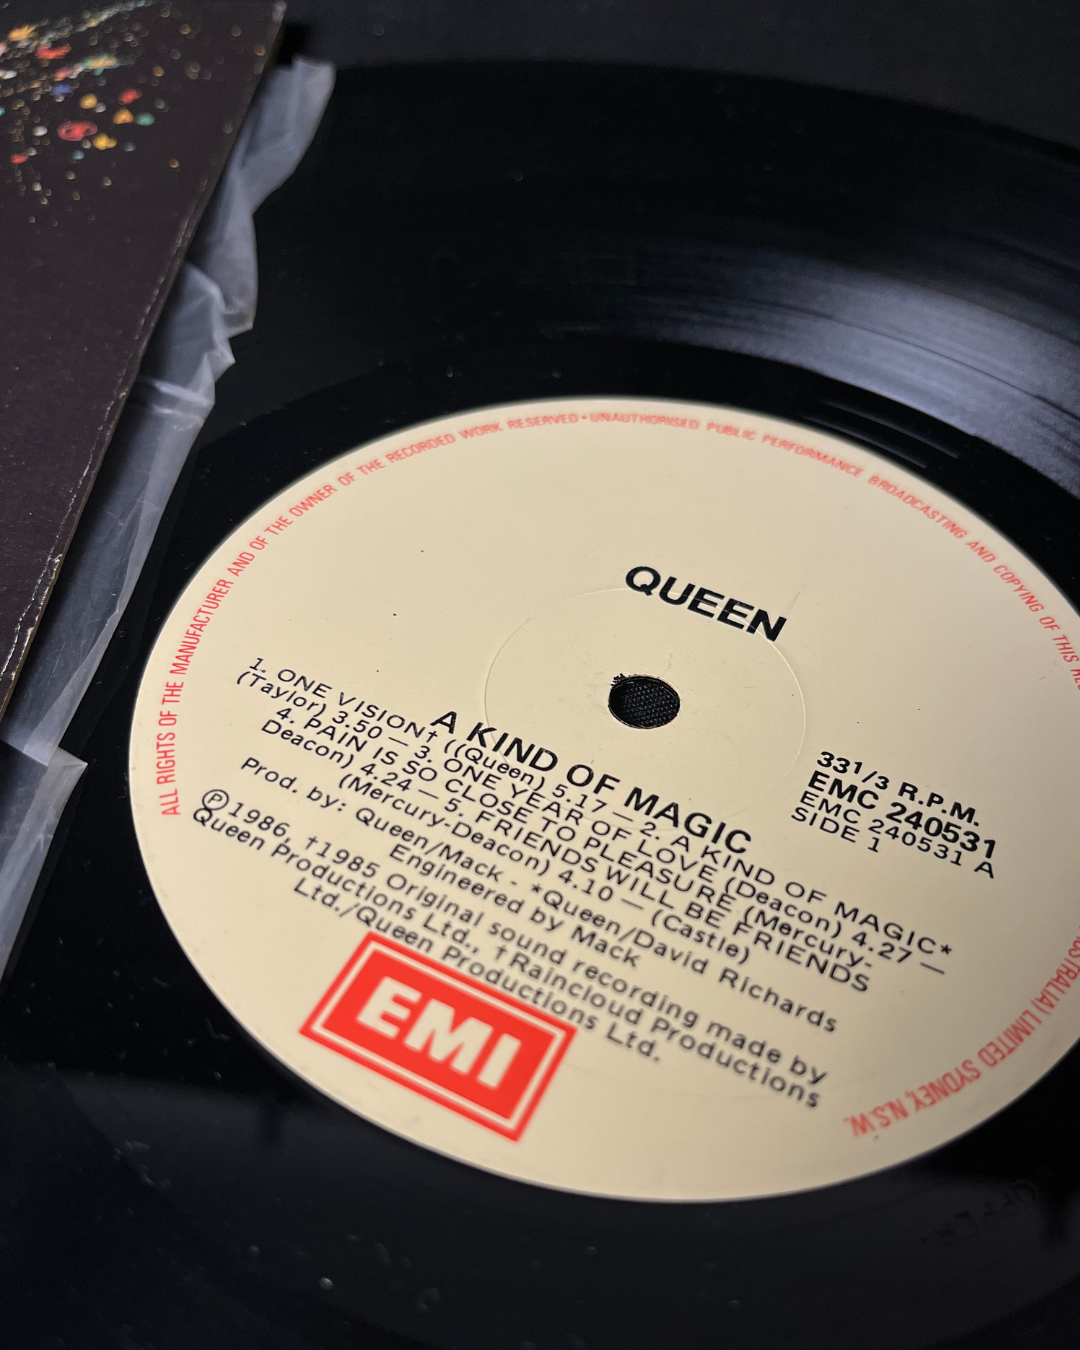 ALL RIGHTS OF THE MANUFACTURER AND OF THE OWNER OF THE RECORDED WORK RESERVED • UNAUTHORISED PUBLIC PERFORMANCE BROADCASTING AND COPYING OF THIS
LIMITED SYDNEY, N.S.W.
QUEEN
A KIND OF MAGIC
33 1/3 R.P.M.
EMC 240531
EMC 240531 A
SIDE 1
1. ONE VISION† ((Queen) 5.17 — 2. A KIND OF MAGIC*
(Taylor) 3.50 — 3. ONE YEAR OF LOVE (Deacon) 4.27 —
4. PAIN IS SO CLOSE TO PLEASURE (Mercury-
Deacon) 4.24 — 5. FRIENDS WILL BE FRIENDS
(Mercury-Deacon) 4.10 — (Castle)
Prod. by: Queen/Mack - *Queen/David Richards
Engineered by Mack
℗ 1986, †1985 Original sound recording made by
Queen Productions Ltd., †Raincloud Productions
Ltd./Queen Productions Ltd.
EMI